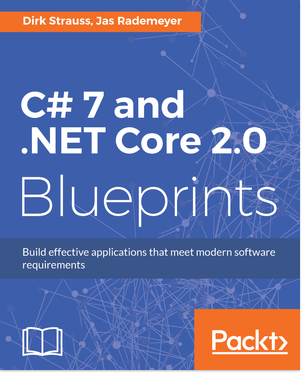 Dirk Strauss, Jas Rademeyer
C# 7 and
.NET Core 2.0
Blueprints
Build effective applications that meet modern software
requirements
Packt>